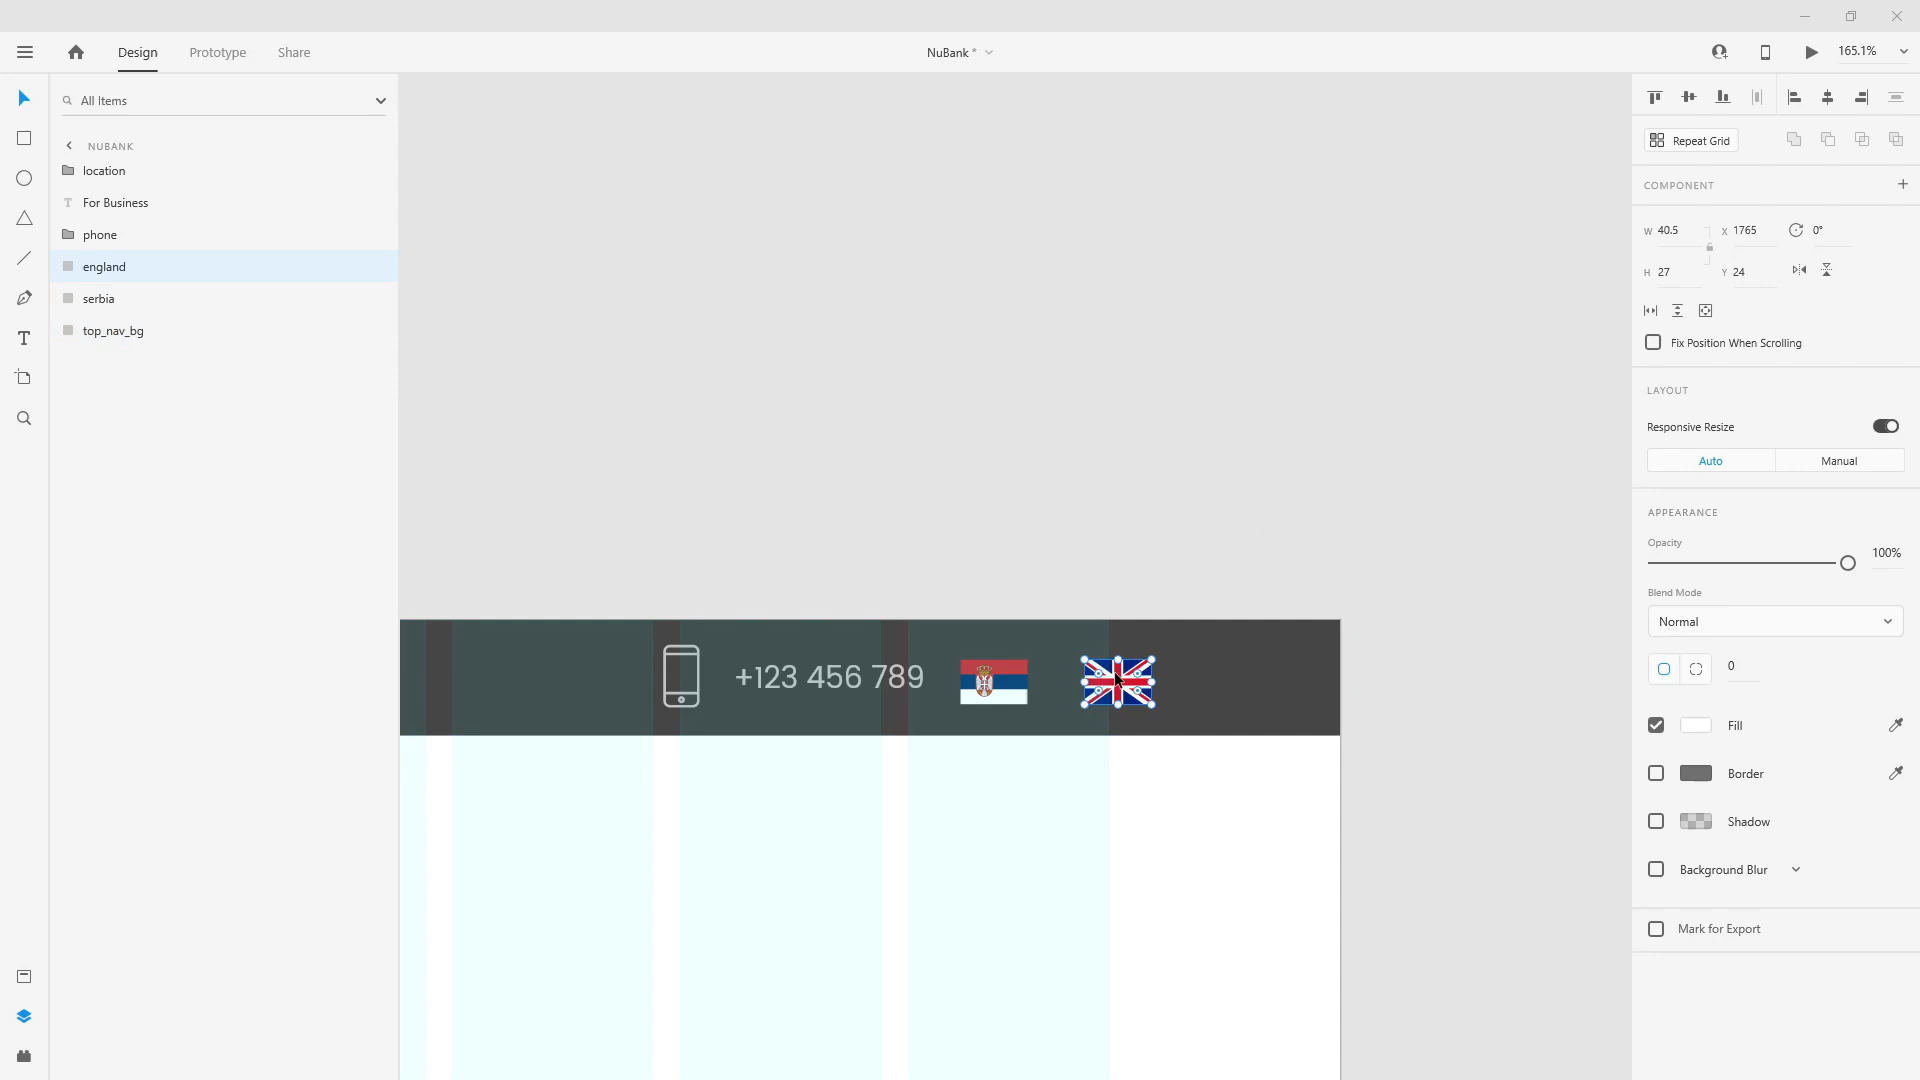 Design
Prototype
Share
NuBank *
165.1%
All Items
NUBANK
location
For Business
phone
england
serbia
top_nav_bg
Repeat Grid
COMPONENT
W 40.5
X 1765
0°
H 27
Y 24
Fix Position When Scrolling
LAYOUT
Responsive Resize
Auto
Manual
APPEARANCE
Opacity
100%
Blend Mode
Normal
0
Fill
Border
Shadow
Background Blur
Mark for Export
+123 456 789